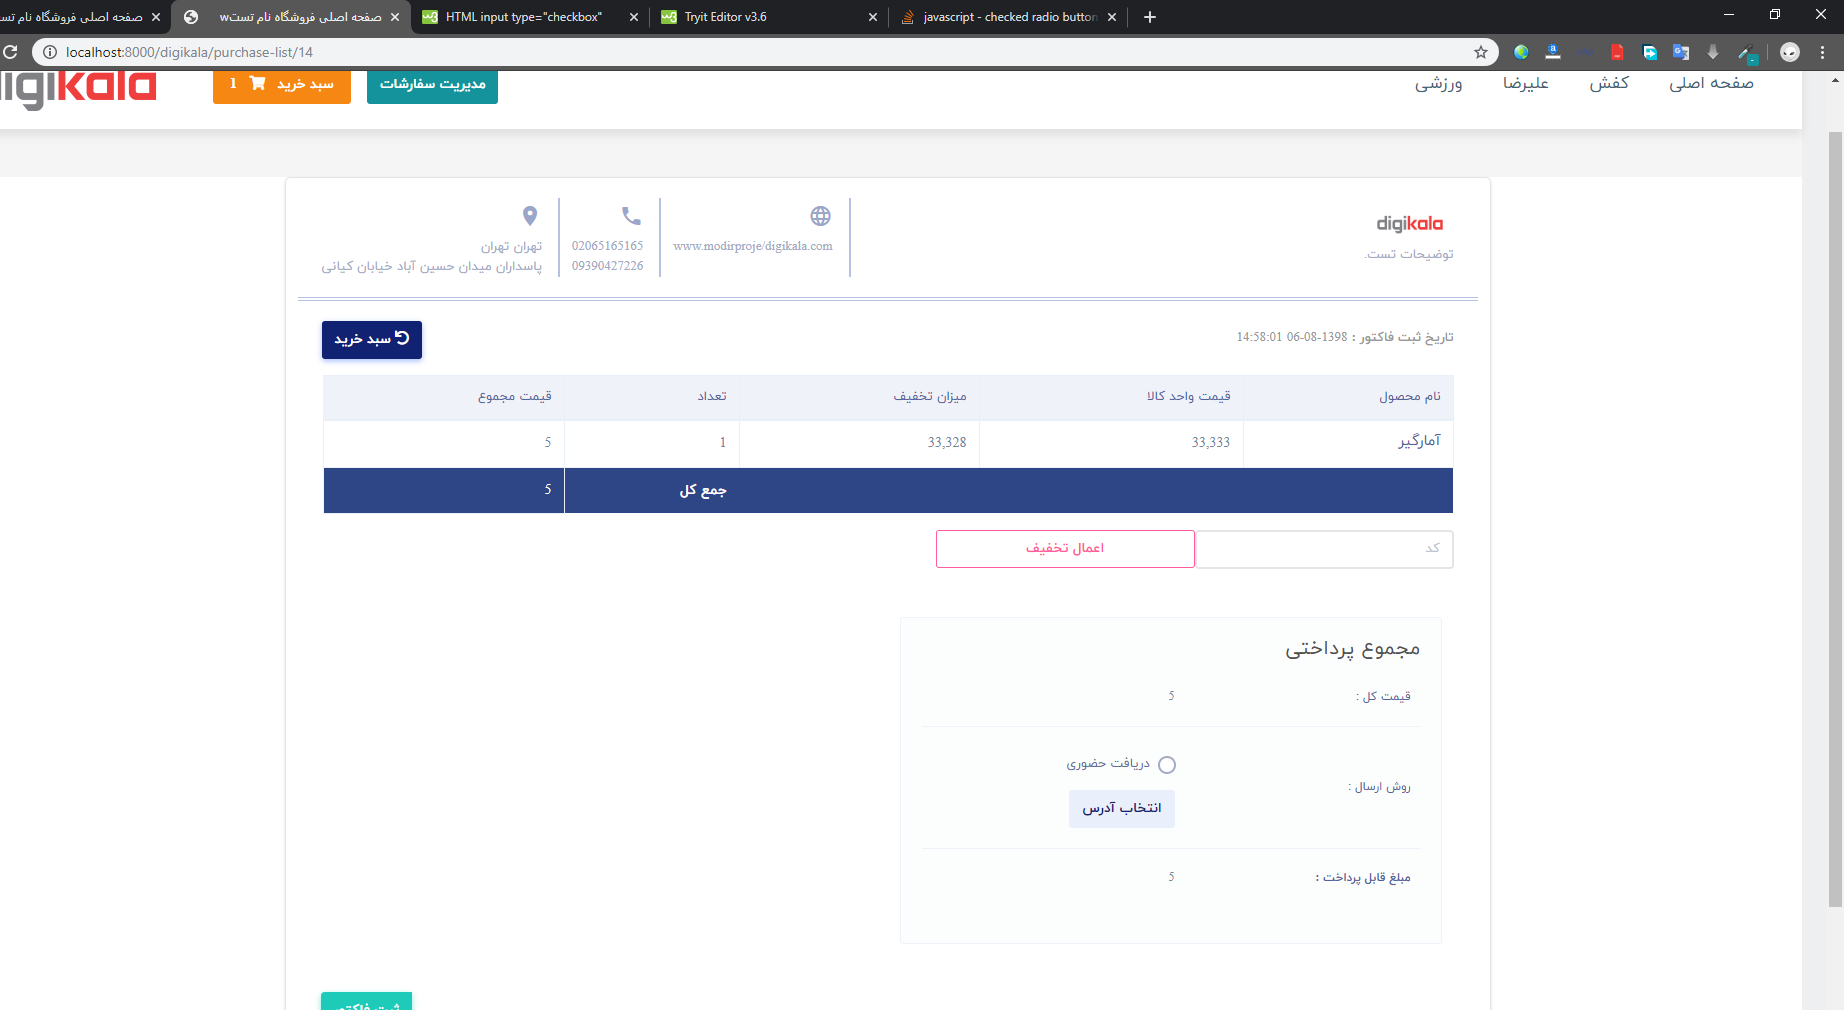 صفحه اصلی فروشگاه نام تست
صفحه اصلی فروشگاه نام تستw
HTML input type="checkbox"
Tryit Editor v3.6
javascript - checked radio button
localhost:8000/digikala/purchase-list/14
صفحه اصلی
کفش
علیرضا
ورزشی
مدیریت سفارشات
سبد خرید 1
digikala
digikala
توضیحات تست.
www.modirproje/digikala.com
02065165165
09390427226
تهران تهران
پاسداران میدان حسین آباد خیابان کیانی
تاریخ ثبت فاکتور : 1398-08-06 14:58:01
سبد خرید
نام محصول قیمت واحد کالا میزان تخفیف تعداد قیمت مجموع
آمارگیر 33,333 33,328 1 5
جمع کل 5
کد
اعمال تخفیف
مجموع پرداختی
قیمت کل : 5
روش ارسال :
دریافت حضوری
انتخاب آدرس
مبلغ قابل پرداخت : 5
ثبت فاکتور